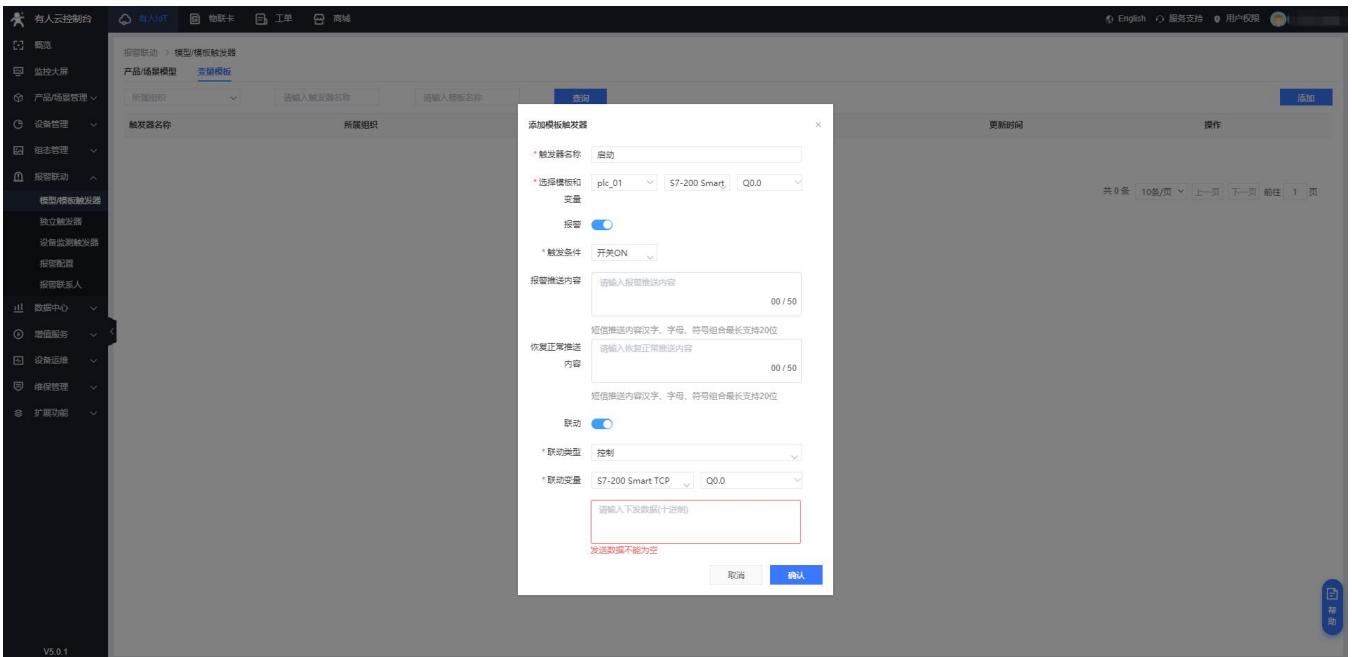 有人云控制台 有人IoT 物联卡 工单 商城 English 服务支持 用户权限
概览
监控大屏
产品/场景管理
设备管理
组态管理
报警联动
模型/模板触发器
独立触发器
设备监测触发器
报警配置
报警联系人
数据中心
增值服务
设备运维
维保管理
扩展功能
V5.0.1
报警联动 > 模型/模板触发器
产品/场景模型 变量模板
所属组织 请输入触发器名称 请输入模板名称 查询 添加
触发器名称 所属组织 更新时间 操作
共 0 条 10条/页 上一页 下一页 前往 1 页
添加模板触发器 ×
* 触发器名称 启动
* 选择模板和变量 plc_01 S7-200 Smart Q0.0
报警
* 触发条件 开关ON
报警推送内容 请输入报警推送内容
00 / 50
短信推送内容汉字、字母、符号组合最长支持20位
恢复正常推送内容 请输入恢复正常推送内容
00 / 50
短信推送内容汉字、字母、符号组合最长支持20位
联动
* 联动类型 控制
* 联动变量 S7-200 Smart TCP Q0.0
请输入下发数据(十进制)
发送数据不能为空
取消 确认
帮助